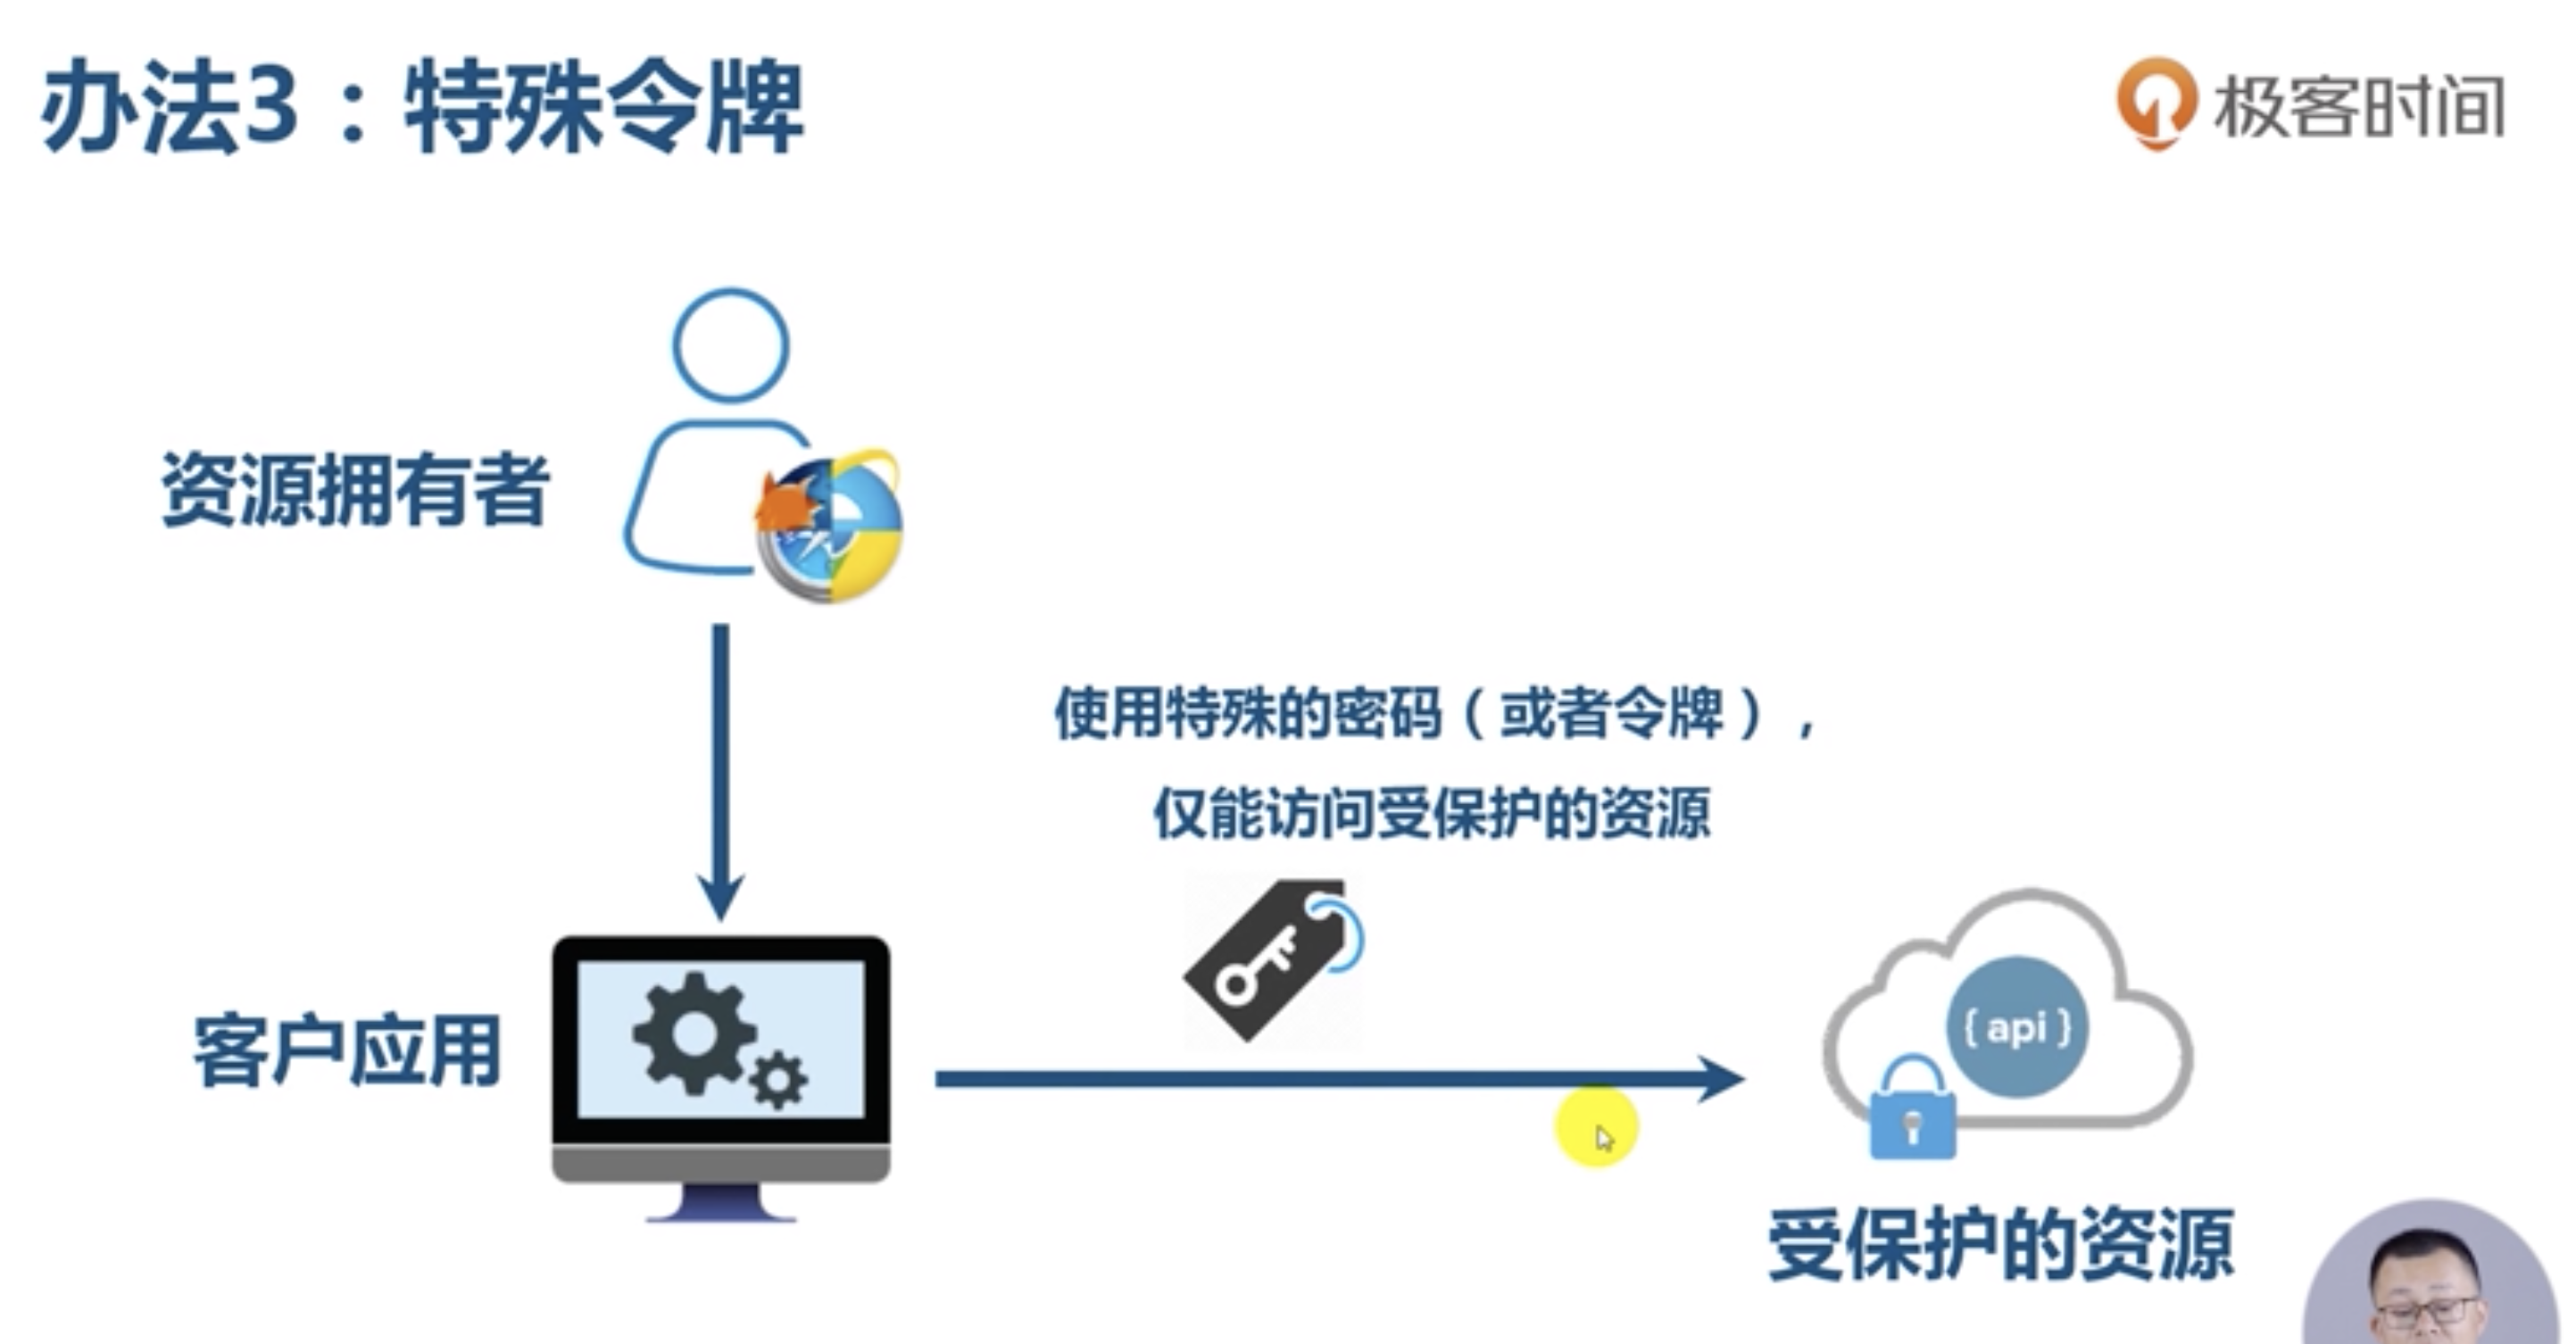 办法3：特殊令牌
极客时间
资源拥有者
使用特殊的密码（或者令牌），
仅能访问受保护的资源
客户应用
{ api }
受保护的资源